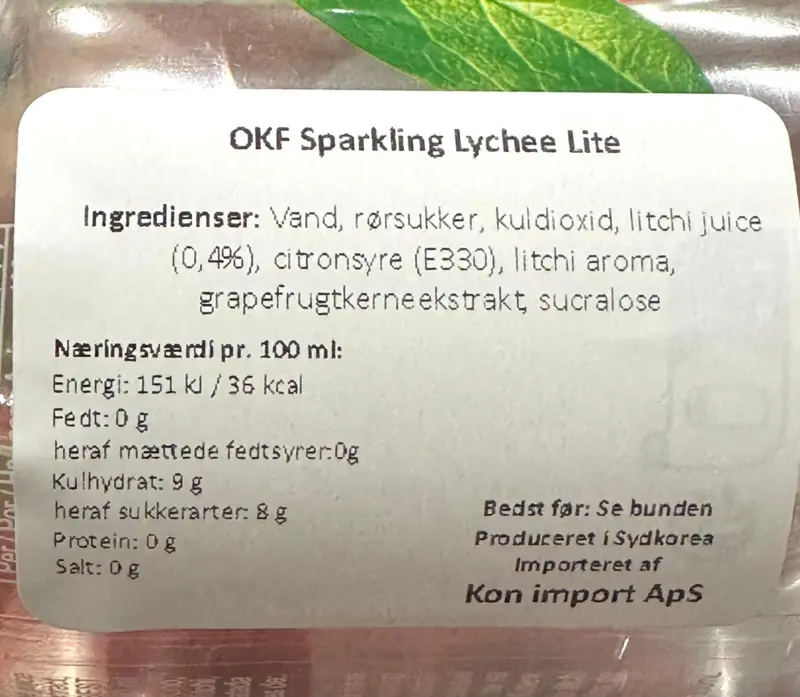 OKF Sparkling Lychee Lite
Ingredienser: Vand, rørsukker, kuldioxid, litchi juice
(0,4%), citronsyre (E330), litchi aroma,
grapefrugtkerneekstrakt, sucralose
Næringsværdi pr. 100 ml:
Energi: 151 kJ / 36 kcal
Fedt: 0 g
heraf mættede fedtsyrer:0g
Kulhydrat: 9 g
heraf sukkerarter: 8 g
Protein: 0 g
Salt: 0 g
Bedst før: Se bunden
Produceret i Sydkorea
Importeret af
Kon import ApS